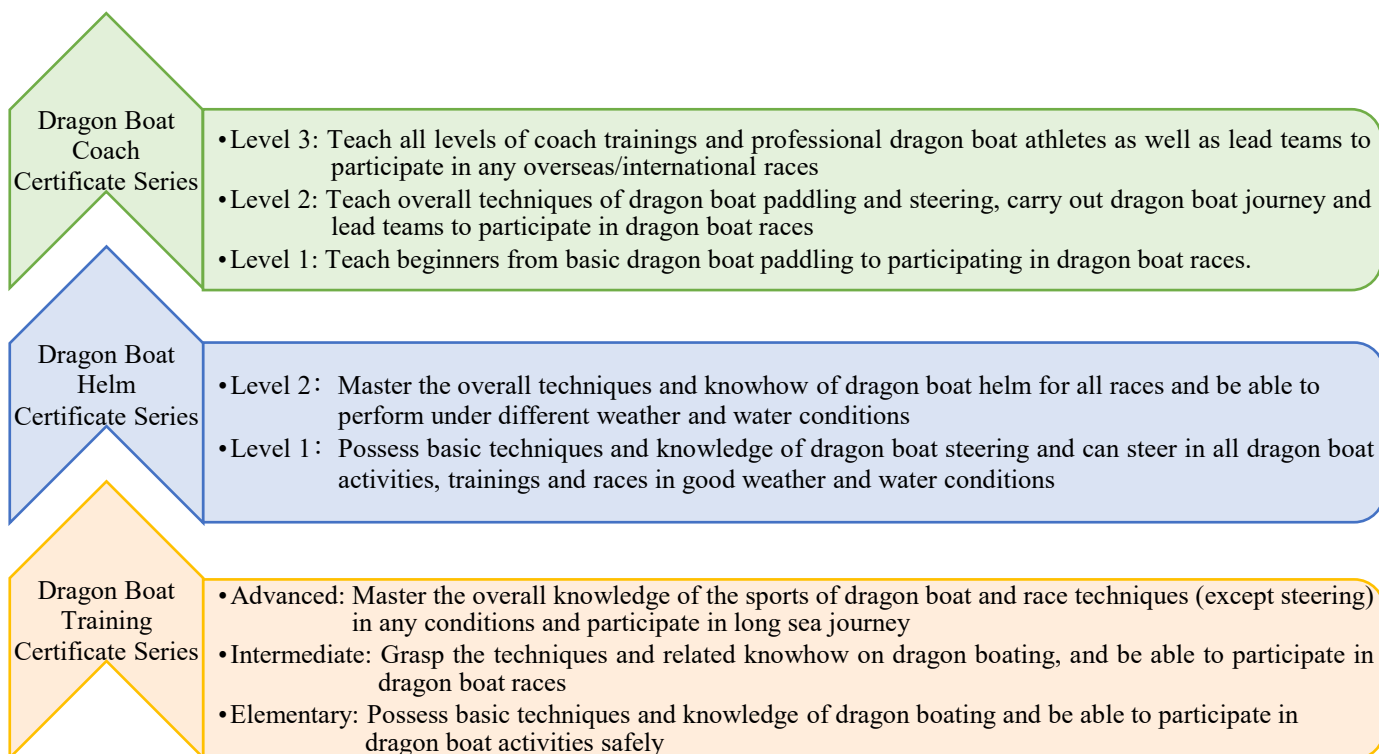 Dragon Boat
Coach
Certificate Series
•Level 3: Teach all levels of coach trainings and professional dragon boat athletes as well as lead teams to
participate in any overseas/international races
•Level 2: Teach overall techniques of dragon boat paddling and steering, carry out dragon boat journey and
lead teams to participate in dragon boat races
•Level 1: Teach beginners from basic dragon boat paddling to participating in dragon boat races.
Dragon Boat
Helm
Certificate Series
•Level 2： Master the overall techniques and knowhow of dragon boat helm for all races and be able to
perform under different weather and water conditions
•Level 1： Possess basic techniques and knowledge of dragon boat steering and can steer in all dragon boat
activities, trainings and races in good weather and water conditions
Dragon Boat
Training
Certificate Series
•Advanced: Master the overall knowledge of the sports of dragon boat and race techniques (except steering)
in any conditions and participate in long sea journey
•Intermediate: Grasp the techniques and related knowhow on dragon boating, and be able to participate in
dragon boat races
•Elementary: Possess basic techniques and knowledge of dragon boating and be able to participate in
dragon boat activities safely